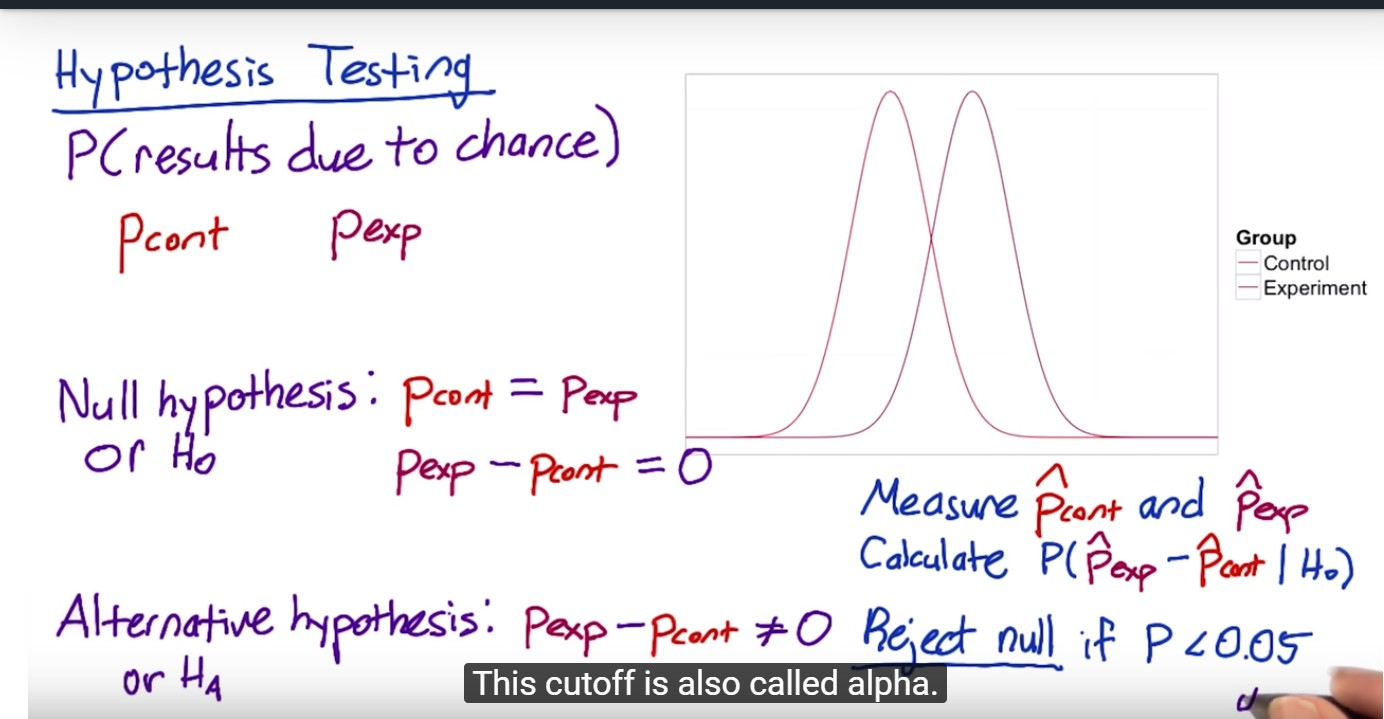 Hypothesis Testing
P(results due to chance)
Pcont Pexp
Null hypothesis: Pcont = Pexp
or H₀
Pexp - Pcont = 0
Alternative hypothesis: Pexp - Pcont ≠ 0
or Hₐ
Group
Control
Experiment
Measure P̂cont and P̂exp
Calculate P(P̂exp - P̂cont | H₀)
Reject null if P < 0.05
This cutoff is also called alpha.